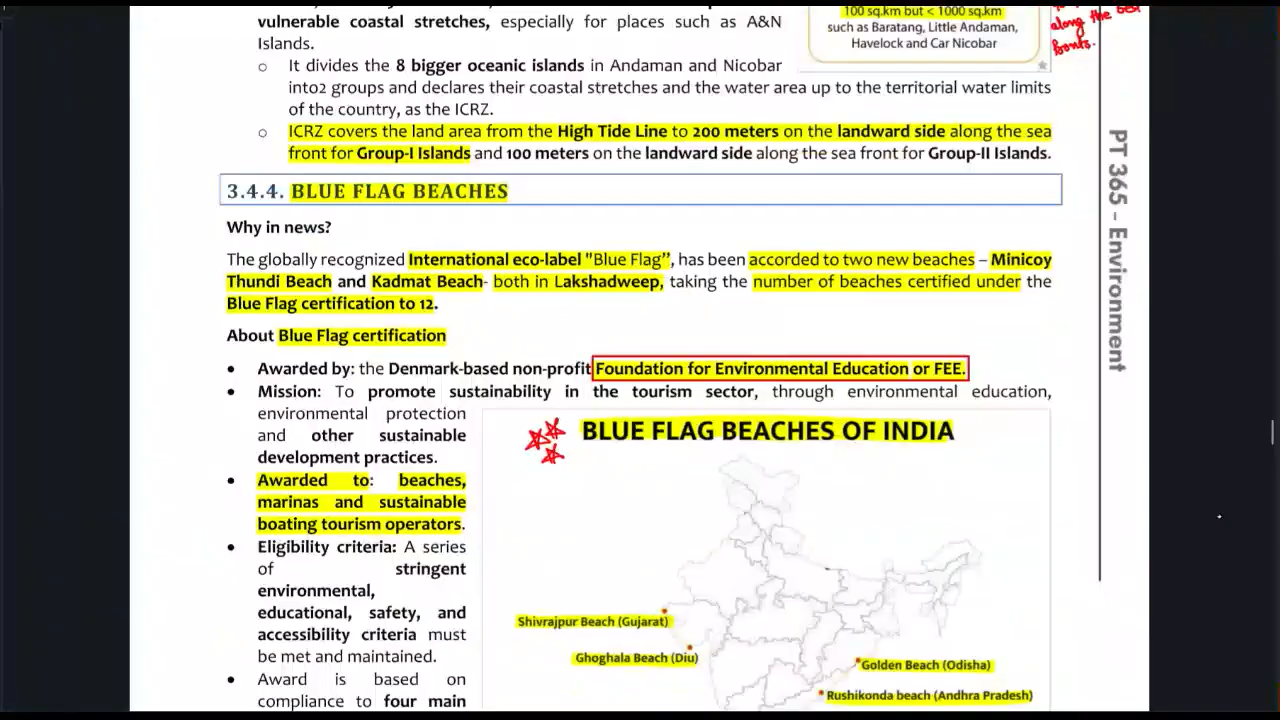 100 sq.km but < 1000 sq.km
such as Baratang, Little Andaman,
Havelock and Car Nicobar
along the sea
fronts.
vulnerable coastal stretches, especially for places such as A&N
Islands.
o It divides the 8 bigger oceanic islands in Andaman and Nicobar
into2 groups and declares their coastal stretches and the water area up to the territorial water limits
of the country, as the ICRZ.
o ICRZ covers the land area from the High Tide Line to 200 meters on the landward side along the sea
front for Group-I Islands and 100 meters on the landward side along the sea front for Group-II Islands.
3.4.4. BLUE FLAG BEACHES
Why in news?
The globally recognized International eco-label "Blue Flag”, has been accorded to two new beaches – Minicoy
Thundi Beach and Kadmat Beach- both in Lakshadweep, taking the number of beaches certified under the
Blue Flag certification to 12.
About Blue Flag certification
• Awarded by: the Denmark-based non-profit Foundation for Environmental Education or FEE.
• Mission: To promote sustainability in the tourism sector, through environmental education,
environmental protection
and other sustainable
development practices.
• Awarded to: beaches,
marinas and sustainable
boating tourism operators.
• Eligibility criteria: A series
of stringent
environmental,
educational, safety, and
accessibility criteria must
be met and maintained.
• Award is based on
compliance to four main
BLUE FLAG BEACHES OF INDIA
Shivrajpur Beach (Gujarat)
Ghoghala Beach (Diu)
Golden Beach (Odisha)
Rushikonda beach (Andhra Pradesh)
PT 365 - Environment